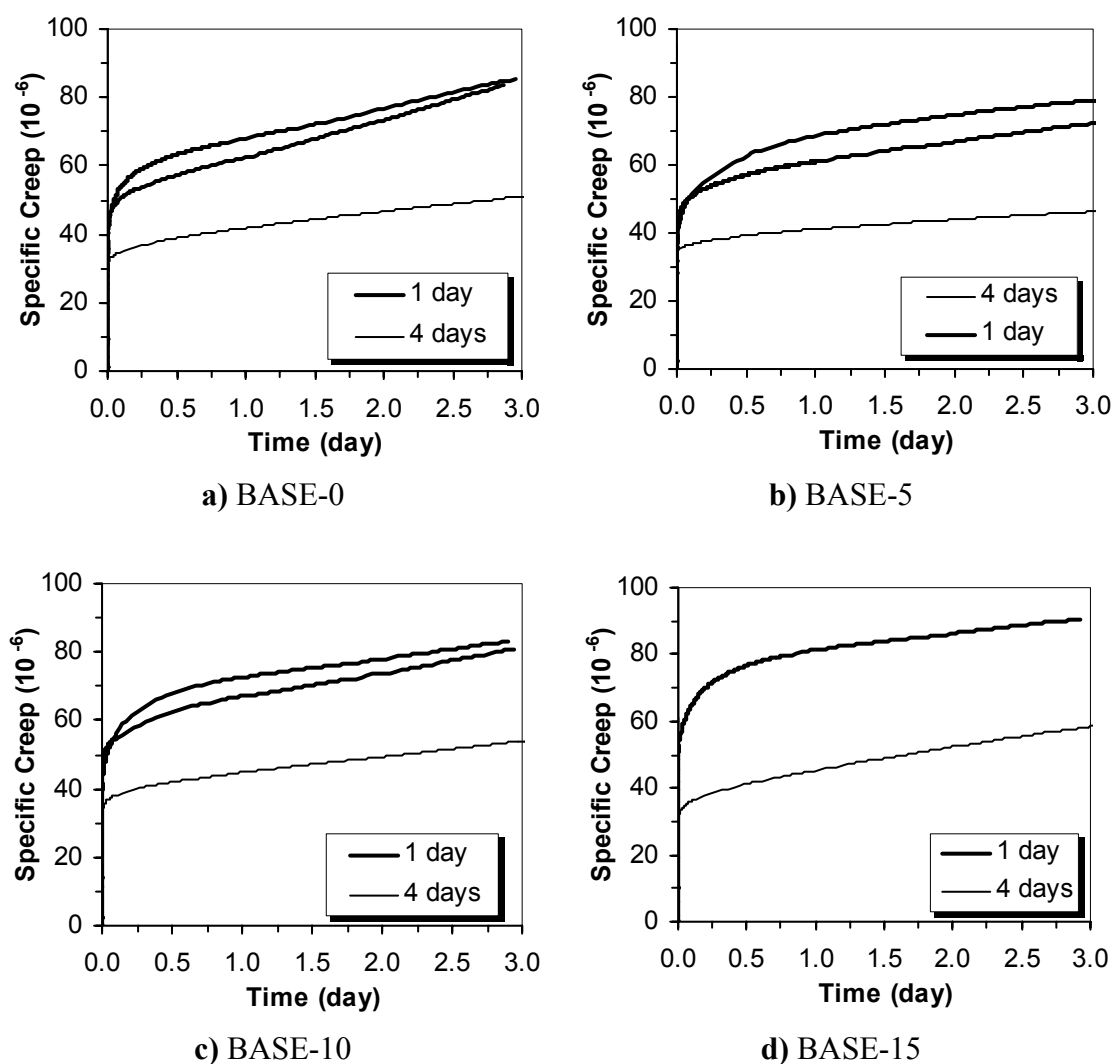 100
80
60
40
20
0
Specific Creep (10 -6)
1 day
4 days
0.0 0.5 1.0 1.5 2.0 2.5 3.0
Time (day)
a) BASE-0
100
80
60
40
20
0
Specific Creep (10 -6)
4 days
1 day
0.0 0.5 1.0 1.5 2.0 2.5 3.0
Time (day)
b) BASE-5
100
80
60
40
20
0
Specific Creep (10 -6)
1 day
4 days
0.0 0.5 1.0 1.5 2.0 2.5 3.0
Time (day)
c) BASE-10
100
80
60
40
20
0
Specific Creep (10 -6)
1 day
4 days
0.0 0.5 1.0 1.5 2.0 2.5 3.0
Time (day)
d) BASE-15